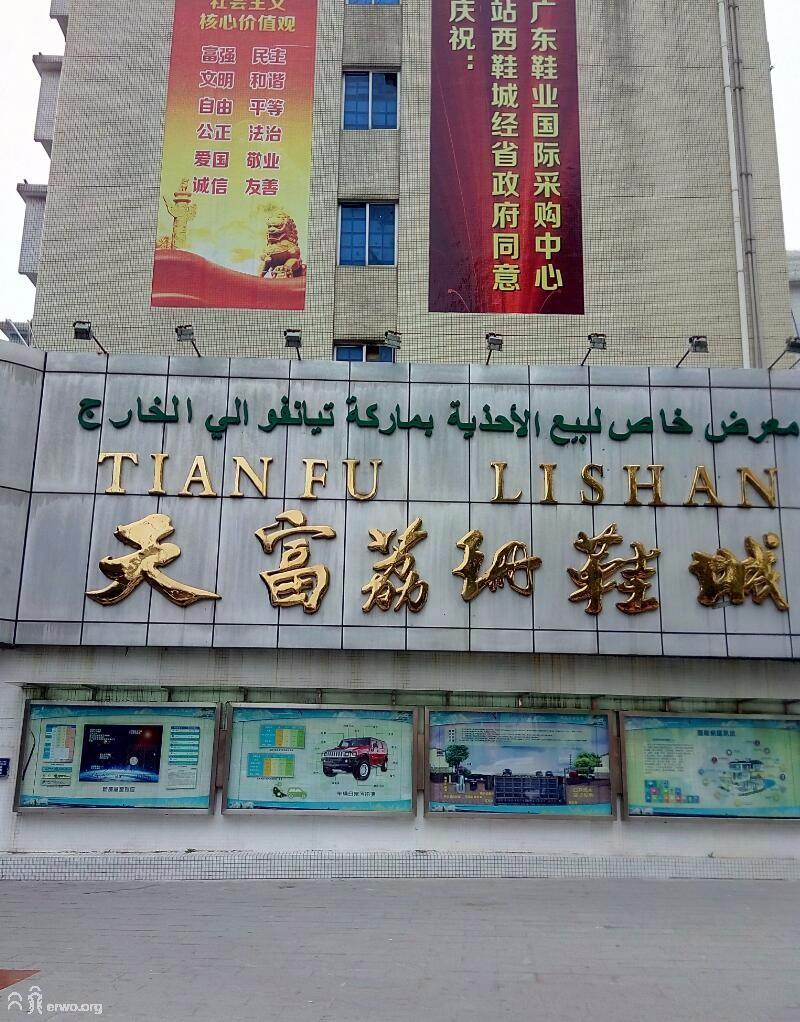 社会主义
核心价值观
富强 民主
文明 和谐
自由 平等
公正 法治
爱国 敬业
诚信 友善
庆祝：
站西鞋城经省政府同意
广东鞋业国际采购中心
معرض خاص لبيع الأحذية بماركة تيانفو الي الخارج
TIANFU LISHAN
天富荔珊鞋城
erwo.org